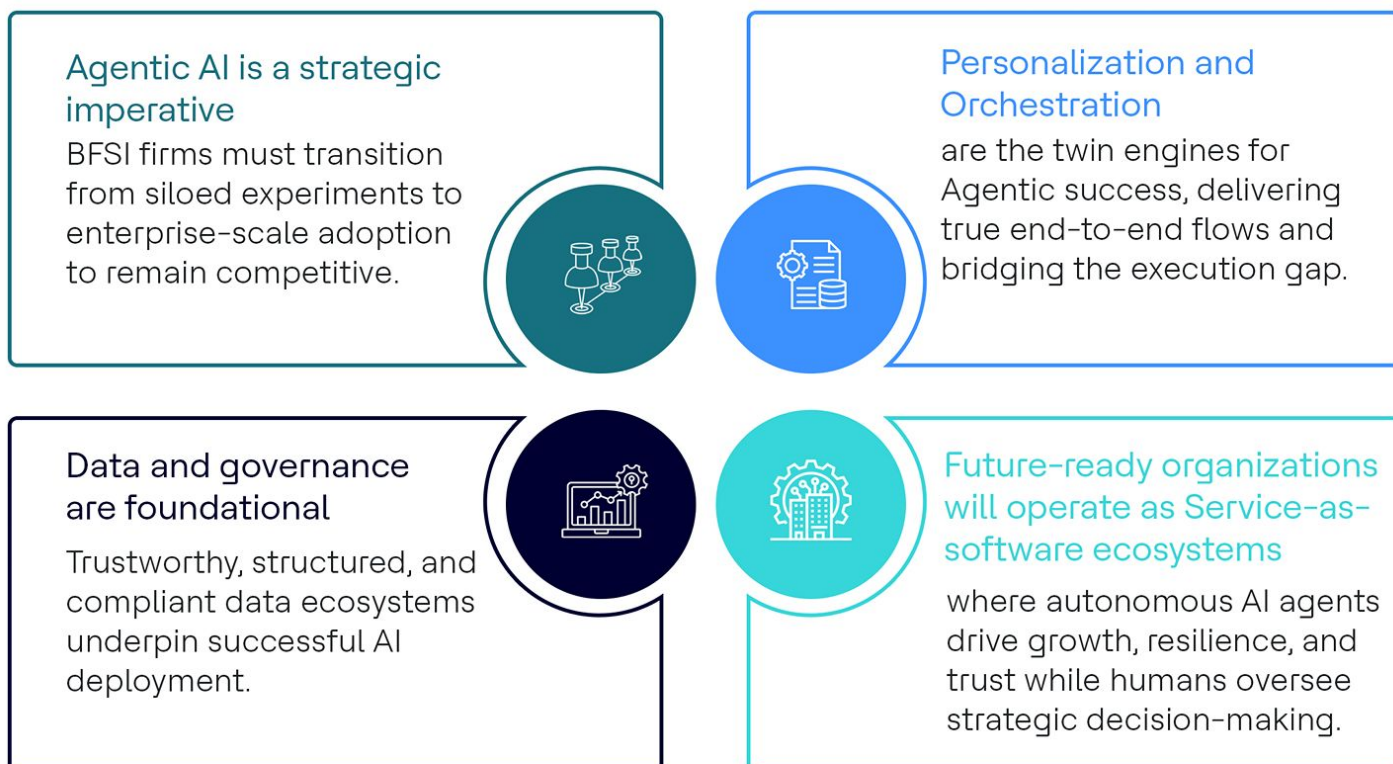 Agentic AI is a strategic
imperative
BFSI firms must transition
from siloed experiments to
enterprise-scale adoption
to remain competitive.
Personalization and
Orchestration
are the twin engines for
Agentic success, delivering
true end-to-end flows and
bridging the execution gap.
Data and governance
are foundational
Trustworthy, structured, and
compliant data ecosystems
underpin successful AI
deployment.
Future-ready organizations
will operate as Service-as-
software ecosystems
where autonomous AI agents
drive growth, resilience, and
trust while humans oversee
strategic decision-making.